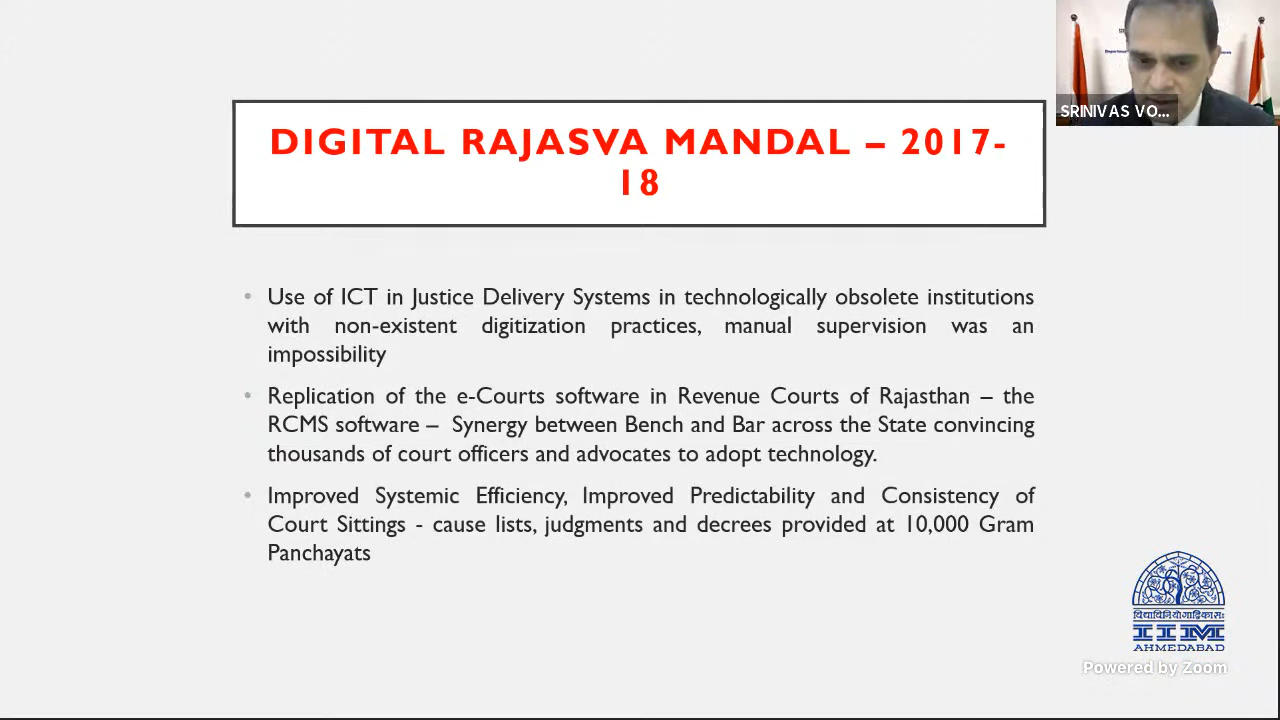 SRINIVAS VO...
DIGITAL RAJASVA MANDAL – 2017-
18
• Use of ICT in Justice Delivery Systems in technologically obsolete institutions
with non-existent digitization practices, manual supervision was an
impossibility
• Replication of the e-Courts software in Revenue Courts of Rajasthan – the
RCMS software – Synergy between Bench and Bar across the State convincing
thousands of court officers and advocates to adopt technology.
• Improved Systemic Efficiency, Improved Predictability and Consistency of
Court Sittings - cause lists, judgments and decrees provided at 10,000 Gram
Panchayats
विद्याविनियोगाद्विकासः
IIM
AHMEDABAD
Powered by Zoom